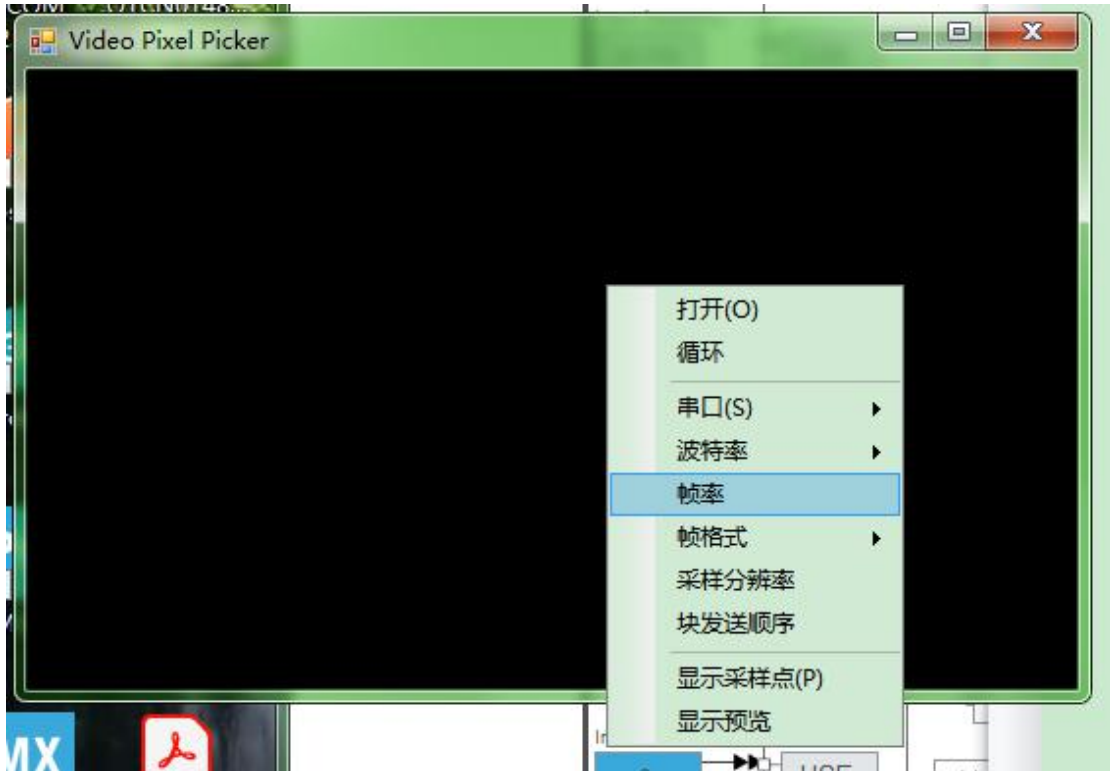 Video Pixel Picker
打开(O)
循环
串口(S)
波特率
帧率
帧格式
采样分辨率
块发送顺序
显示采样点(P)
显示预览
MX